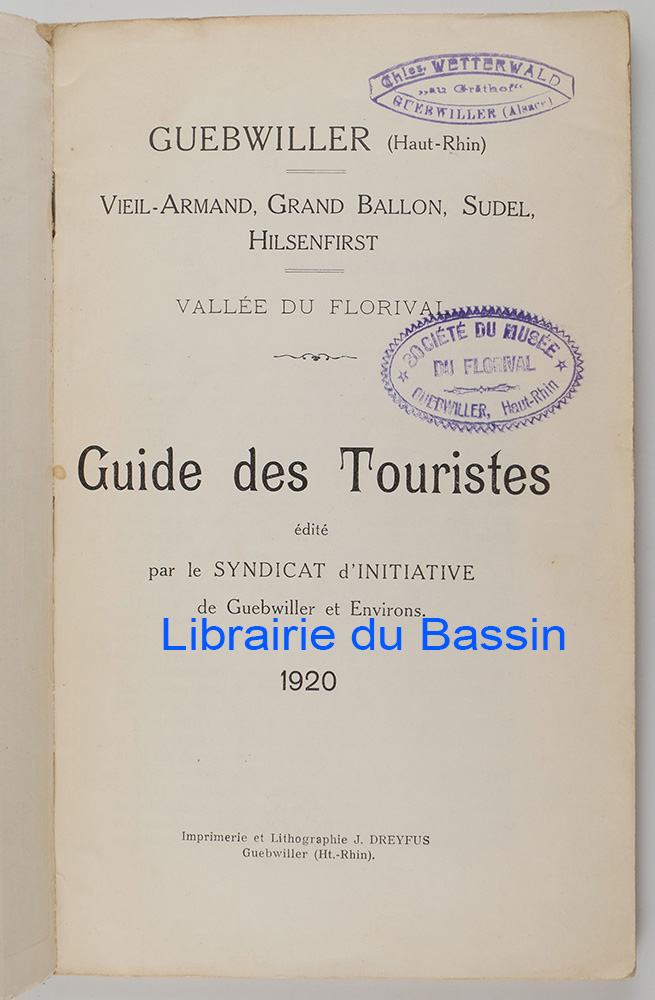 Chles. WETTERWALD
„au Gräthof“
GUEBWILLER (Alsace)
GUEBWILLER (Haut-Rhin)
VIEIL-ARMAND, GRAND BALLON, SUDEL,
HILSENFIRST
VALLÉE DU FLORIVAL
SOCIÉTÉ DU MUSÉE
DU FLORIVAL
GUEBWILLER, Haut-Rhin
Guide des Touristes
édité
par le SYNDICAT d'INITIATIVE
de Guebwiller et Environs.
Librairie du Bassin
1920
Imprimerie et Lithographie J. DREYFUS
Guebwiller (Ht.-Rhin).